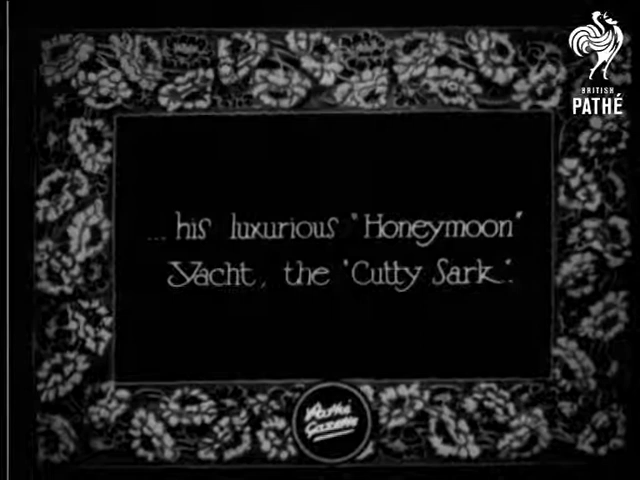 BRITISH
PATHÉ
... his luxurious "Honeymoon"
Yacht, the "Cutty Sark".
Pathé
Gazette